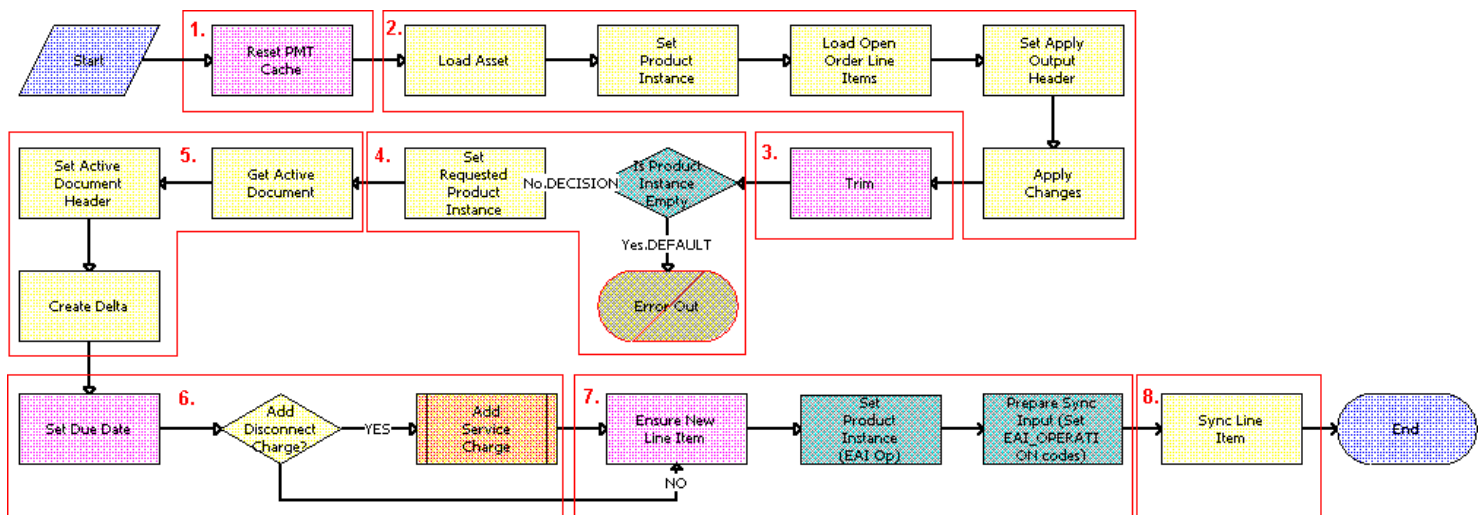 1.
2.
Start
Reset PMT
Cache
Load Asset
Set
Product
Instance
Load Open
Order Line
Items
Set Apply
Output
Header
5.
4.
3.
Set Active
Document
Header
Get Active
Document
Set
Requested
Product
Instance
No.DECISION
Is Product
Instance
Empty
Trim
Apply
Changes
Yes.DEFAULT
Create Delta
Error Out
6.
7.
8.
Set Due Date
Add
Disconnect
Charge?
YES
Add
Service
Charge
Ensure New
Line Item
Set
Product
Instance
(EAI Op)
Prepare Sync
Input (Set
EAI_OPERATI
ON codes)
Sync Line
Item
End
NO